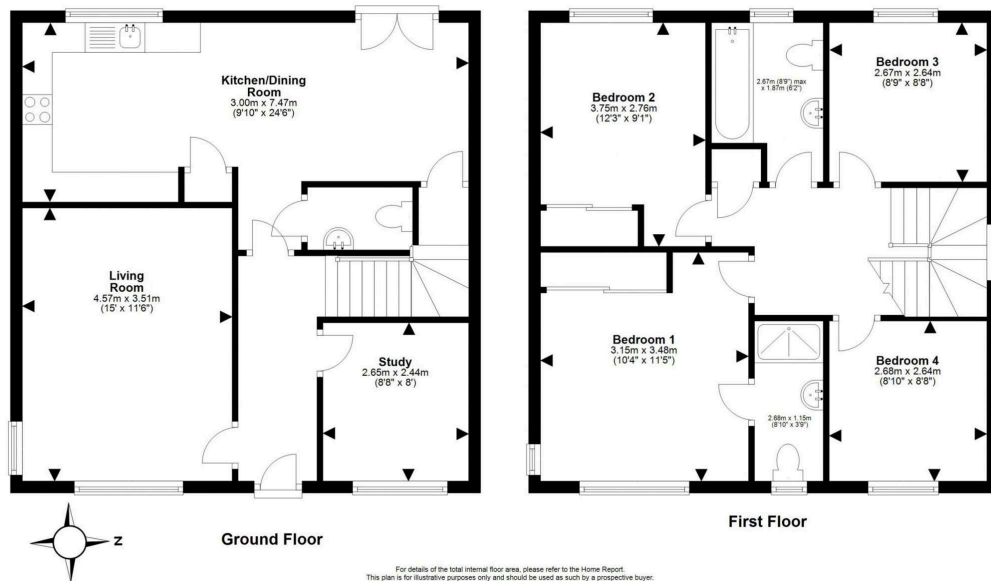 Kitchen/Dining
Room
3.00m x 7.47m
(9'10" x 24'6")
Living
Room
4.57m x 3.51m
(15' x 11'6")
Study
2.65m x 2.44m
(8'8" x 8')
Bedroom 2
3.75m x 2.76m
(12'3" x 9'1")
2.67m (8'9") max
x 1.87m (6'2")
Bedroom 3
2.67m x 2.64m
(8'9" x 8'8")
Bedroom 1
3.15m x 3.48m
(10'4" x 11'5")
2.68m x 1.15m
(8'10" x 3'9")
Bedroom 4
2.68m x 2.64m
(8'10" x 8'8")
N
Ground Floor
First Floor
For details of the total internal floor area, please refer to the Home Report.
This plan is for illustrative purposes only and should be used as such by a prospective buyer.